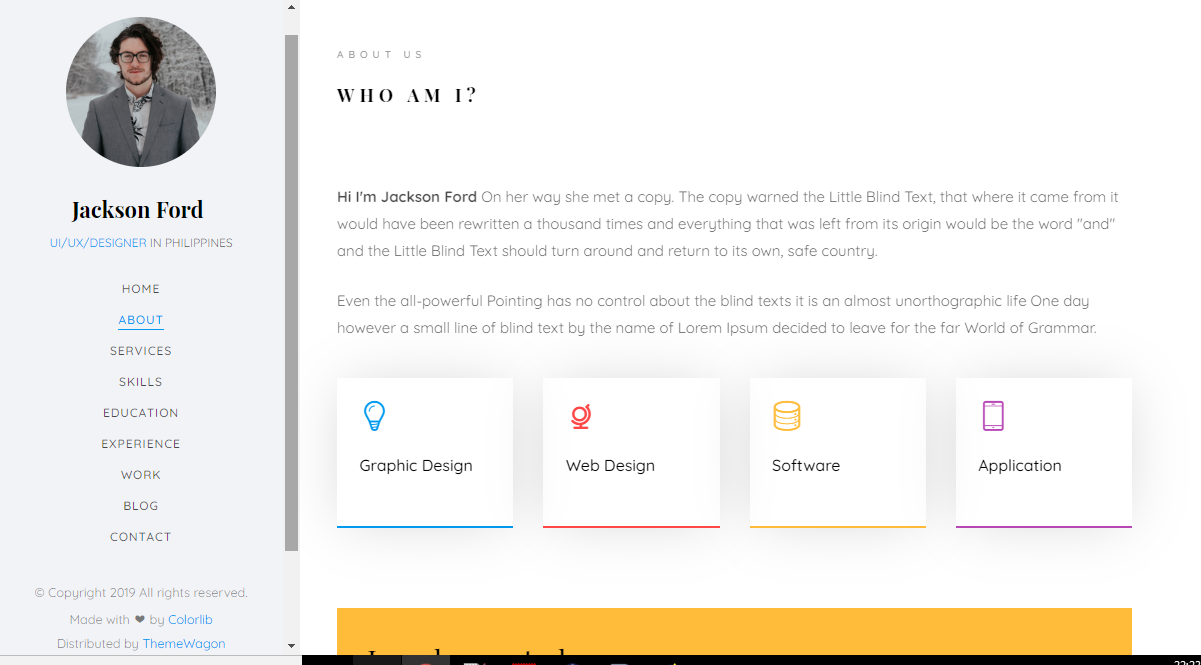 Jackson Ford
UI/UX/DESIGNER IN PHILIPPINES
HOME
ABOUT
SERVICES
SKILLS
EDUCATION
EXPERIENCE
WORK
BLOG
CONTACT
© Copyright 2019 All rights reserved.
Made with ❤ by Colorlib
Distributed by ThemeWagon
ABOUT US
WHO AM I?
Hi I'm Jackson Ford On her way she met a copy. The copy warned the Little Blind Text, that where it came from it
would have been rewritten a thousand times and everything that was left from its origin would be the word "and"
and the Little Blind Text should turn around and return to its own, safe country.
Even the all-powerful Pointing has no control about the blind texts it is an almost unorthographic life One day
however a small line of blind text by the name of Lorem Ipsum decided to leave for the far World of Grammar.
Graphic Design
Web Design
Software
Application